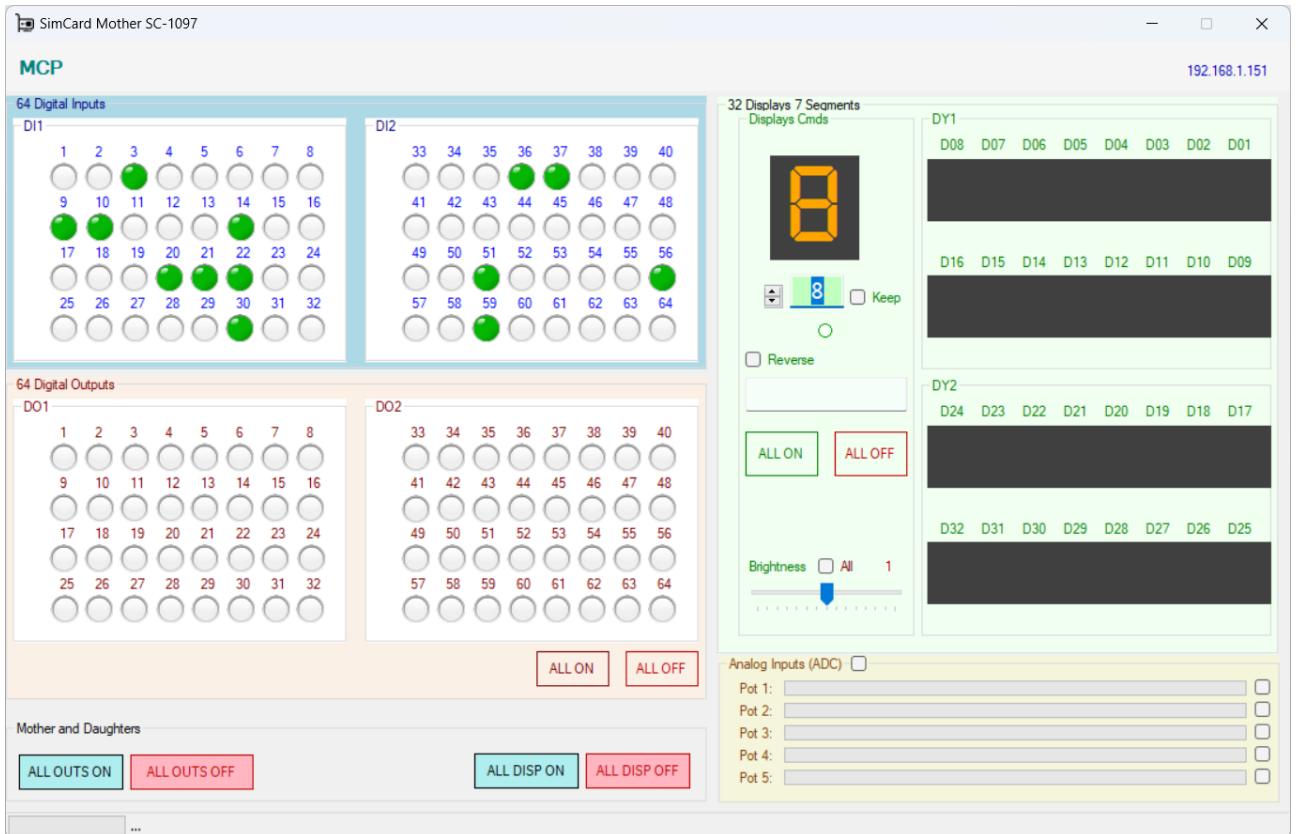 SimCard Mother SC-1097
MCP
192.168.1.151
64 Digital Inputs
DI1
1 2 3 4 5 6 7 8
9 10 11 12 13 14 15 16
17 18 19 20 21 22 23 24
25 26 27 28 29 30 31 32
DI2
33 34 35 36 37 38 39 40
41 42 43 44 45 46 47 48
49 50 51 52 53 54 55 56
57 58 59 60 61 62 63 64
64 Digital Outputs
DO1
1 2 3 4 5 6 7 8
9 10 11 12 13 14 15 16
17 18 19 20 21 22 23 24
25 26 27 28 29 30 31 32
DO2
33 34 35 36 37 38 39 40
41 42 43 44 45 46 47 48
49 50 51 52 53 54 55 56
57 58 59 60 61 62 63 64
ALL ON ALL OFF
Mother and Daughters
ALL OUTS ON ALL OUTS OFF ALL DISP ON ALL DISP OFF
32 Displays 7 Segments
Displays Cmds
8
8 Keep
Reverse
ALL ON ALL OFF
Brightness All 1
DY1
D08 D07 D06 D05 D04 D03 D02 D01
D16 D15 D14 D13 D12 D11 D10 D09
DY2
D24 D23 D22 D21 D20 D19 D18 D17
D32 D31 D30 D29 D28 D27 D26 D25
Analog Inputs (ADC)
Pot 1:
Pot 2:
Pot 3:
Pot 4:
Pot 5:
...